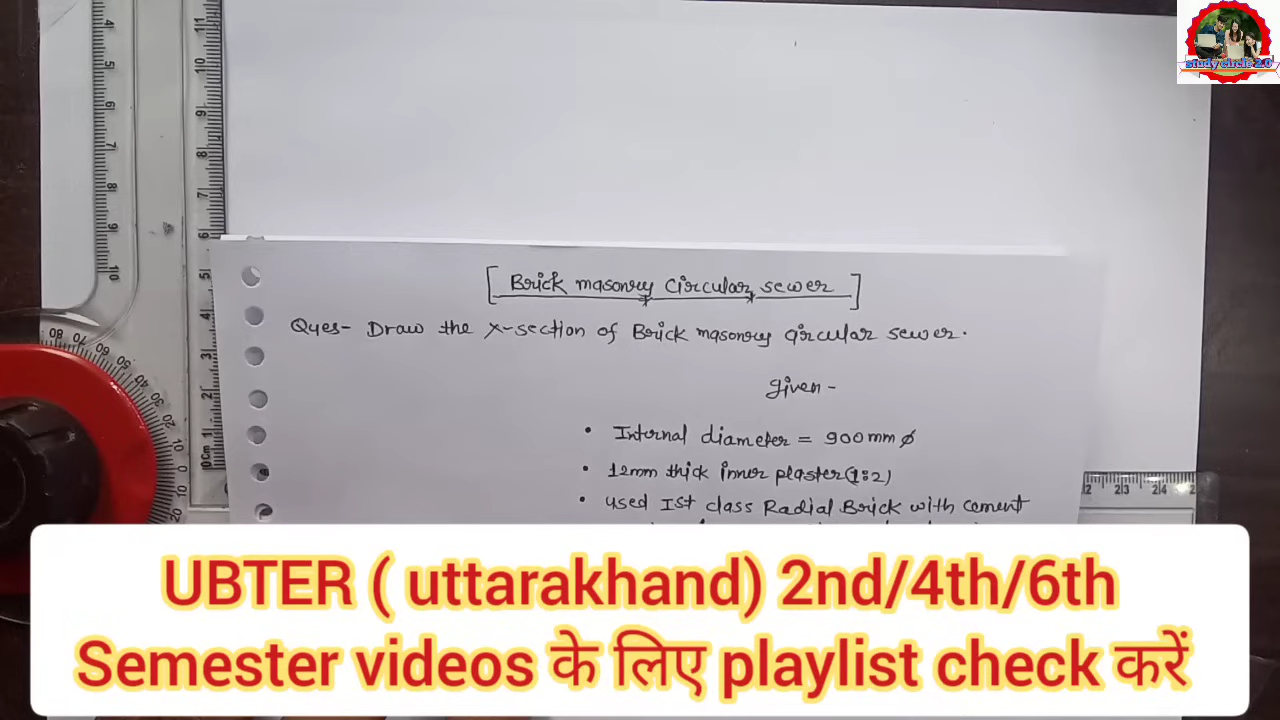 study circle 2.0
[ Brick masonry Circular sewer ]
Ques- Draw the X-section of Brick masonry circular sewer.
given -
• Internal diameter = 900mm ϕ
• 12mm thick inner plaster(1:2)
• used Ist class Radial Brick with cement
UBTER ( uttarakhand) 2nd/4th/6th
Semester videos के लिए playlist check करें